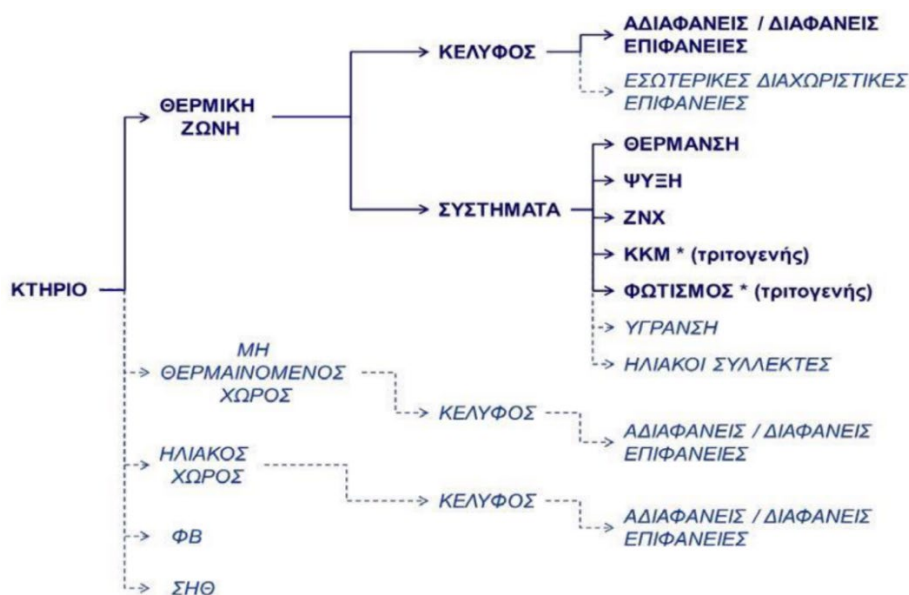 ΑΔΙΑΦΑΝΕΙΣ / ΔΙΑΦΑΝΕΙΣ
ΕΠΙΦΑΝΕΙΕΣ
ΚΕΛΥΦΟΣ
ΕΣΩΤΕΡΙΚΕΣ ΔΙΑΧΩΡΙΣΤΙΚΕΣ
ΕΠΙΦΑΝΕΙΕΣ
ΘΕΡΜΙΚΗ
ΖΩΝΗ
ΘΕΡΜΑΝΣΗ
ΨΥΞΗ
ΣΥΣΤΗΜΑΤΑ
ΖΝΧ
ΚΚΜ * (τριτογενής)
ΚΤΗΡΙΟ
ΦΩΤΙΣΜΟΣ * (τριτογενής)
ΥΓΡΑΝΣΗ
ΗΛΙΑΚΟΙ ΣΥΛΛΕΚΤΕΣ
ΜΗ
ΘΕΡΜΑΙΝΟΜΕΝΟΣ
ΧΩΡΟΣ
ΚΕΛΥΦΟΣ
ΑΔΙΑΦΑΝΕΙΣ / ΔΙΑΦΑΝΕΙΣ
ΕΠΙΦΑΝΕΙΕΣ
ΗΛΙΑΚΟΣ
ΧΩΡΟΣ
ΚΕΛΥΦΟΣ
ΑΔΙΑΦΑΝΕΙΣ / ΔΙΑΦΑΝΕΙΣ
ΕΠΙΦΑΝΕΙΕΣ
ΦΒ
ΣΗΘ